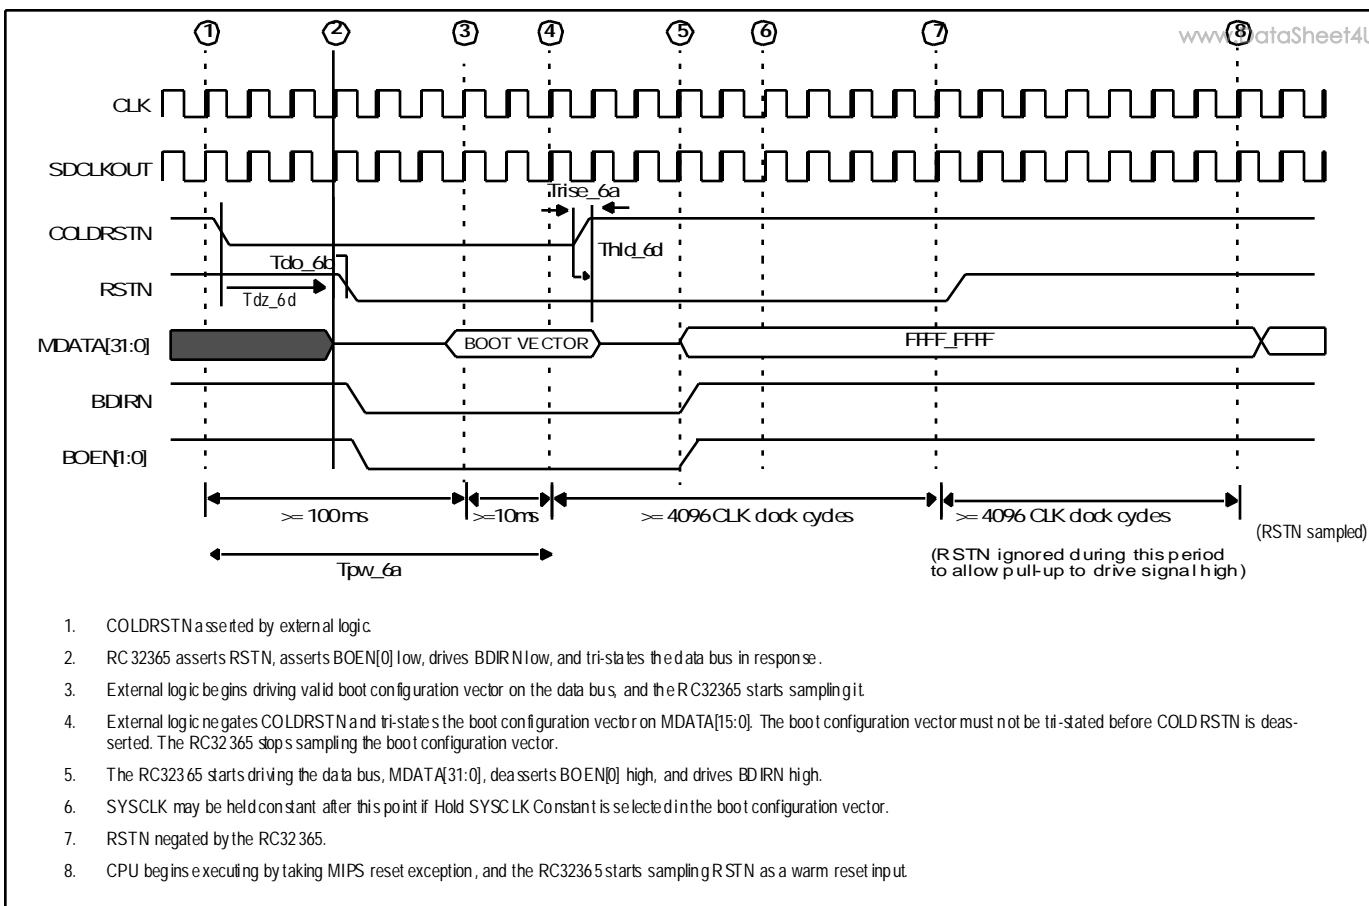 1 2 3 4 5 6 7 8
www.DataSheet4U
CLK
SDCLKOUT
Trise_6a
COLDRSTN
Thld_6d
Tdo_6b
RSTN
Tdz_6d
MDATA[31:0]
BOOT VECTOR
FFFF_FFFF
BDIRN
BOEN[1:0]
>= 100 ms
>=10ms
>= 4096 CLK clock cycles
>= 4096 CLK clock cycles
(RSTN sampled)
Tpw_6a
(RSTN ignored during this period
to allow pull-up to drive signal high)
1. COLDRSTN asserted by external logic.
2. RC32365 asserts RSTN, asserts BOEN[0] low, drives BDIRN low, and tri-states the data bus in response.
3. External logic begins driving valid boot configuration vector on the data bus, and the RC32365 starts sampling it.
4. External logic negates COLDRSTN and tri-states the boot configuration vector on MDATA[15:0]. The boot configuration vector must not be tri-stated before COLDRSTN is deas-
serted. The RC32365 stops sampling the boot configuration vector.
5. The RC32365 starts driving the data bus, MDATA[31:0], deasserts BOEN[0] high, and drives BDIRN high.
6. SYSCLK may be held constant after this point if Hold SYSCLK Constant is selected in the boot configuration vector.
7. RSTN negated by the RC32365.
8. CPU begins executing by taking MIPS reset exception, and the RC32365 starts sampling RSTN as a warm reset input.